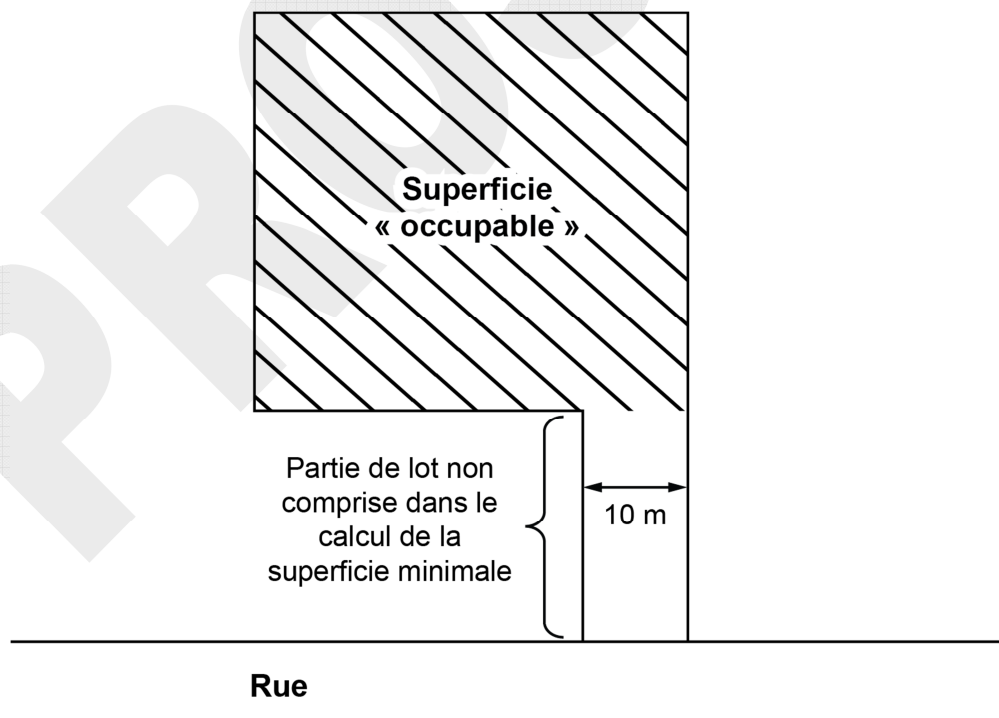 Superficie
« occupable »
Partie de lot non
comprise dans le
calcul de la
superficie minimale
10 m
Rue